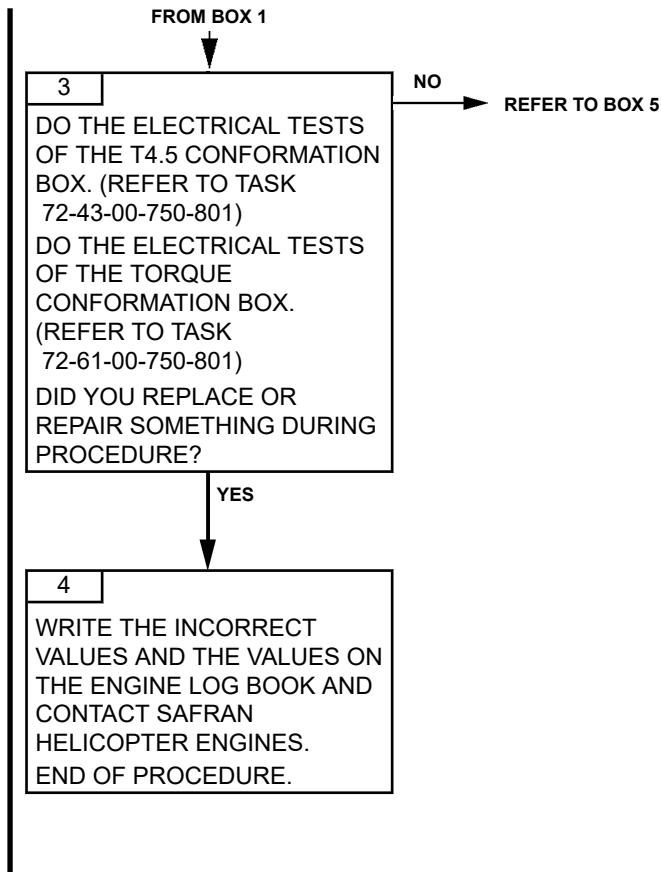 FROM BOX 1
3
NO
REFER TO BOX 5
DO THE ELECTRICAL TESTS
OF THE T4.5 CONFORMATION
BOX. (REFER TO TASK
72-43-00-750-801)
DO THE ELECTRICAL TESTS
OF THE TORQUE
CONFORMATION BOX.
(REFER TO TASK
72-61-00-750-801)
DID YOU REPLACE OR
REPAIR SOMETHING DURING
PROCEDURE?
YES
4
WRITE THE INCORRECT
VALUES AND THE VALUES ON
THE ENGINE LOG BOOK AND
CONTACT SAFRAN
HELICOPTER ENGINES.
END OF PROCEDURE.